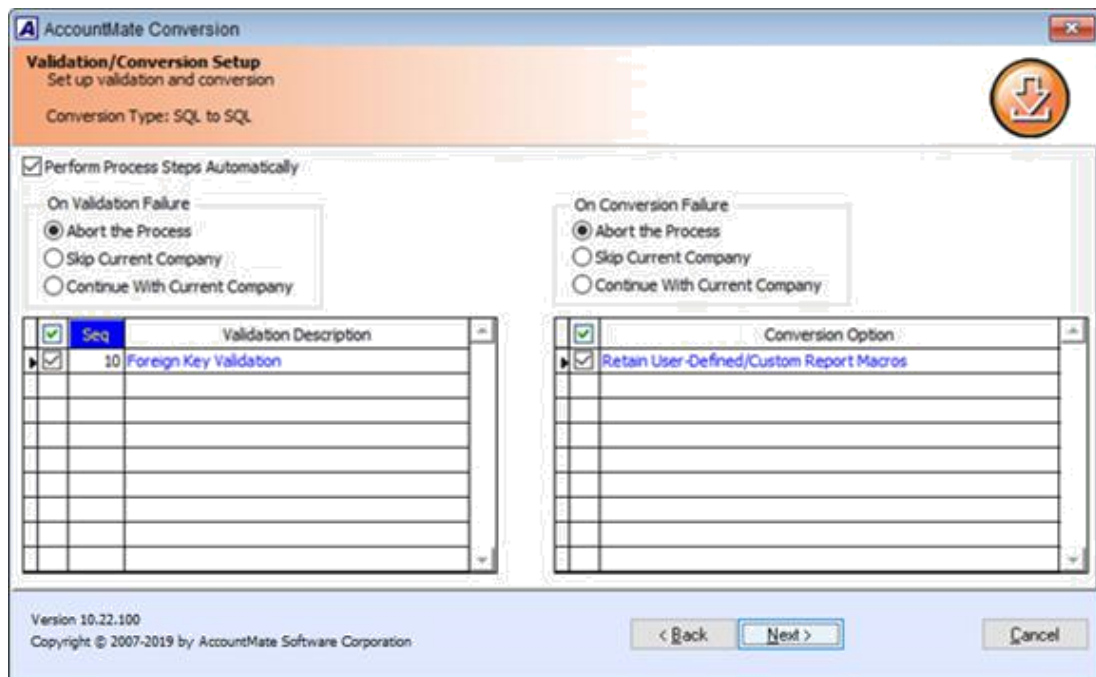 A AccountMate Conversion
Validation/Conversion Setup
Set up validation and conversion
Conversion Type: SQL to SQL
Perform Process Steps Automatically
On Validation Failure
Abort the Process
Skip Current Company
Continue With Current Company
On Conversion Failure
Abort the Process
Skip Current Company
Continue With Current Company
Seq Validation Description
10 Foreign Key Validation
Conversion Option
Retain User-Defined/Custom Report Macros
Version 10.22.100
Copyright © 2007-2019 by AccountMate Software Corporation
< Back Next > Cancel